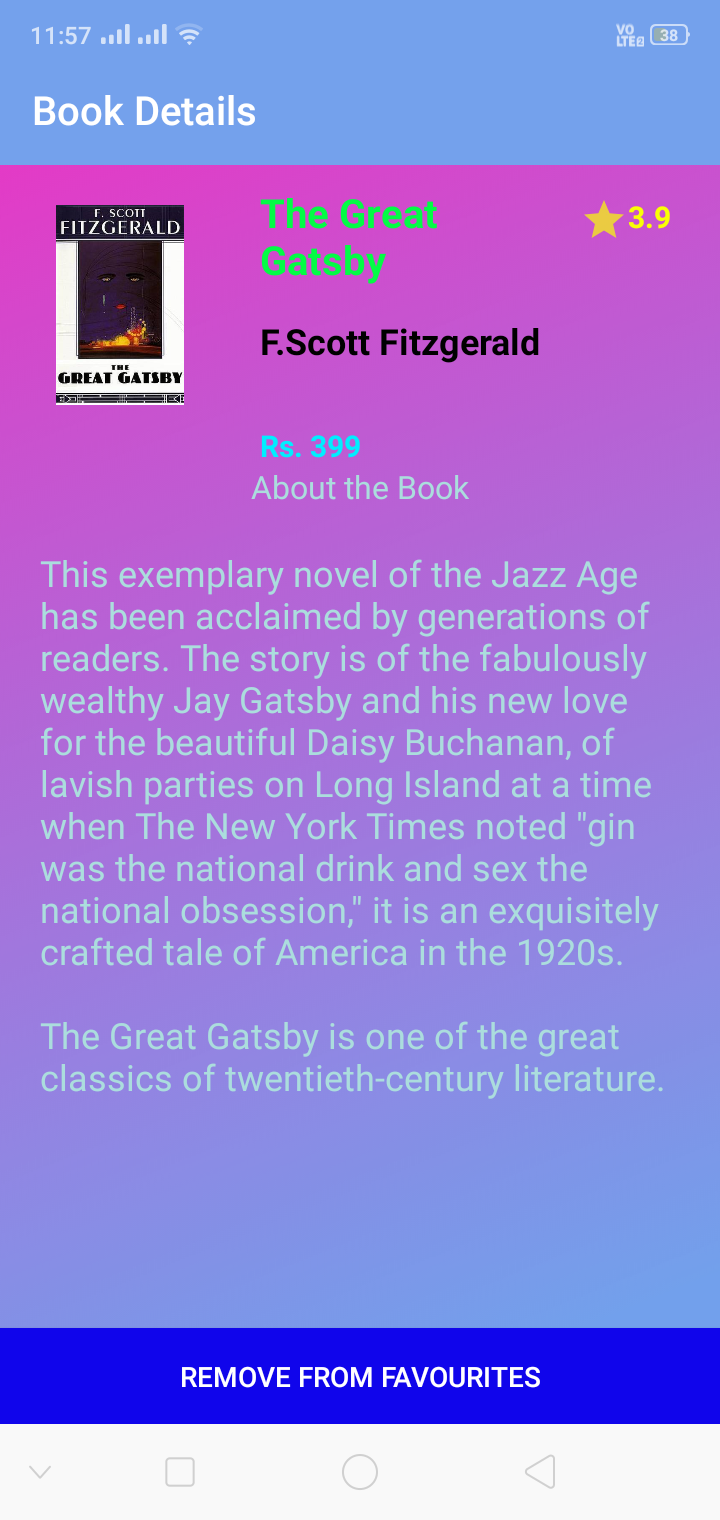 11:57
VO
LTE2
38
Book Details
F. SCOTT
FITZGERALD
THE
GREAT GATSBY
The Great
Gatsby
3.9
F.Scott Fitzgerald
Rs. 399
About the Book
This exemplary novel of the Jazz Age
has been acclaimed by generations of
readers. The story is of the fabulously
wealthy Jay Gatsby and his new love
for the beautiful Daisy Buchanan, of
lavish parties on Long Island at a time
when The New York Times noted "gin
was the national drink and sex the
national obsession," it is an exquisitely
crafted tale of America in the 1920s.
The Great Gatsby is one of the great
classics of twentieth-century literature.
REMOVE FROM FAVOURITES